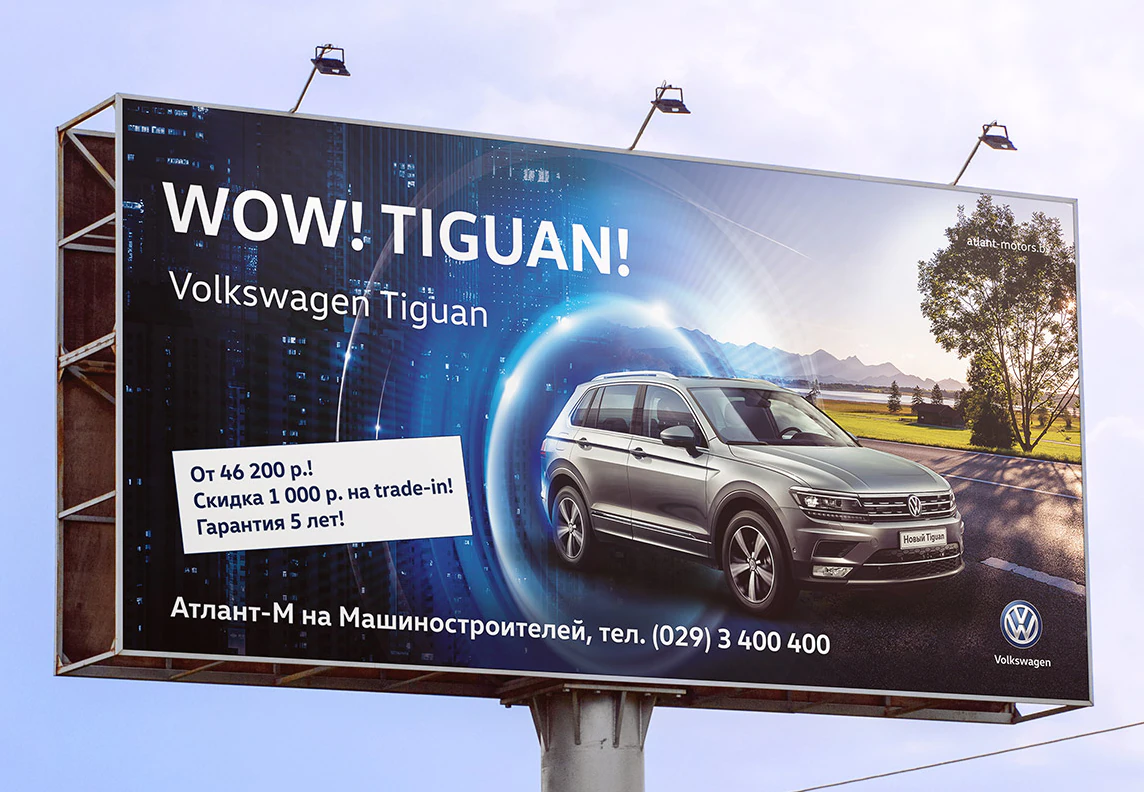 WOW! TIGUAN!
Volkswagen Tiguan
atlant-motors.by
От 46 200 р.!
Скидка 1 000 р. на trade-in!
Гарантия 5 лет!
Новый Tiguan
Атлант-М на Машиностроителей, тел. (029) 3 400 400
Volkswagen